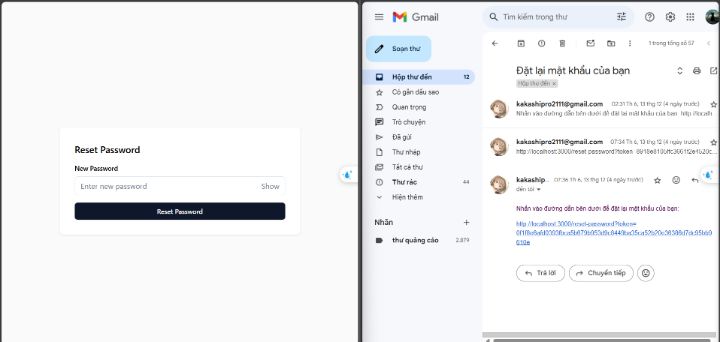 Reset Password
New Password
Enter new password
Show
Reset Password
Gmail
Tìm kiếm trong thư
Soạn thư
1 trong tổng số 57
Đặt lại mật khẩu của bạn
Hộp thư đến ×
Hộp thư đến 12
Có gắn dấu sao
Quan trọng
Trò chuyện
Đã gửi
Thư nháp
Tất cả thư
Thư rác 44
Hiện thêm
Nhãn
thư quảng cáo 2.879
kakashipro2111@gmail.com 02:31 Th 6, 13 thg 12 (4 ngày trước)
Nhấn vào đường dẫn bên dưới để đặt lại mật khẩu của bạn
kakashipro2111@gmail.com 07:34 Th 6, 13 thg 12 (4 ngày trước)
http://localhost:3000/reset-password?token
kakaship... 07:36 Th 6, 13 thg 12 (4 ngày trước)
đến tôi
Nhấn vào đường dẫn bên dưới để đặt lại mật khẩu của bạn:
http://localhost:3000/reset-password?token=
Trả lời
Chuyển tiếp